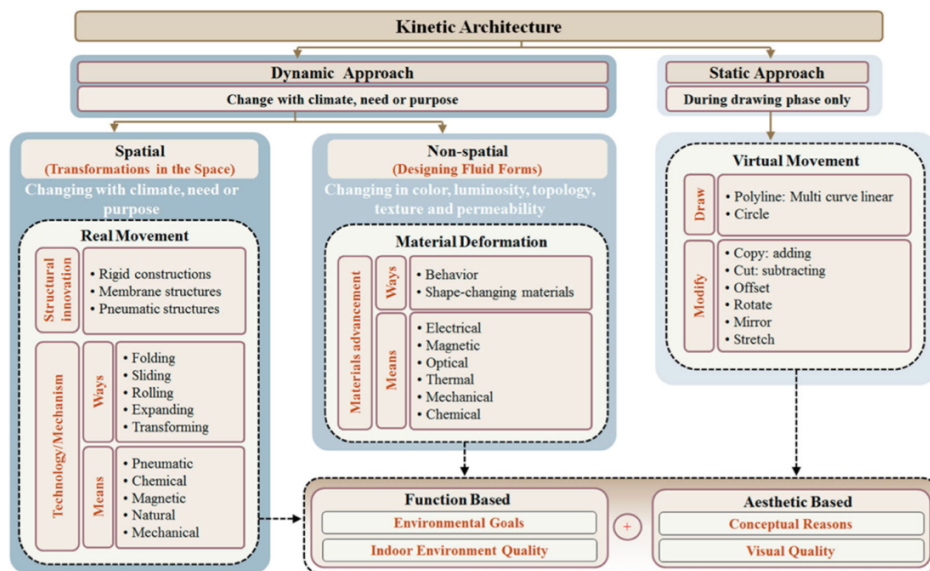 Kinetic Architecture
Dynamic Approach
Change with climate, need or purpose
Static Approach
During drawing phase only
Spatial
(Transformations in the Space)
Changing with climate, need or
purpose
Real Movement
Structural
innovation
• Rigid constructions
• Membrane structures
• Pneumatic structures
Technology/Mechanism
Ways
• Folding
• Sliding
• Rolling
• Expanding
• Transforming
Means
• Pneumatic
• Chemical
• Magnetic
• Natural
• Mechanical
Non-spatial
(Designing Fluid Forms)
Changing in color, luminosity, topology,
texture and permeability
Material Deformation
Materials advancement
Ways
• Behavior
• Shape-changing materials
Means
• Electrical
• Magnetic
• Optical
• Thermal
• Mechanical
• Chemical
Virtual Movement
Draw
• Polyline: Multi curve linear
• Circle
Modify
• Copy: adding
• Cut: subtracting
• Offset
• Rotate
• Mirror
• Stretch
Function Based
Environmental Goals
Indoor Environment Quality
+
Aesthetic Based
Conceptual Reasons
Visual Quality